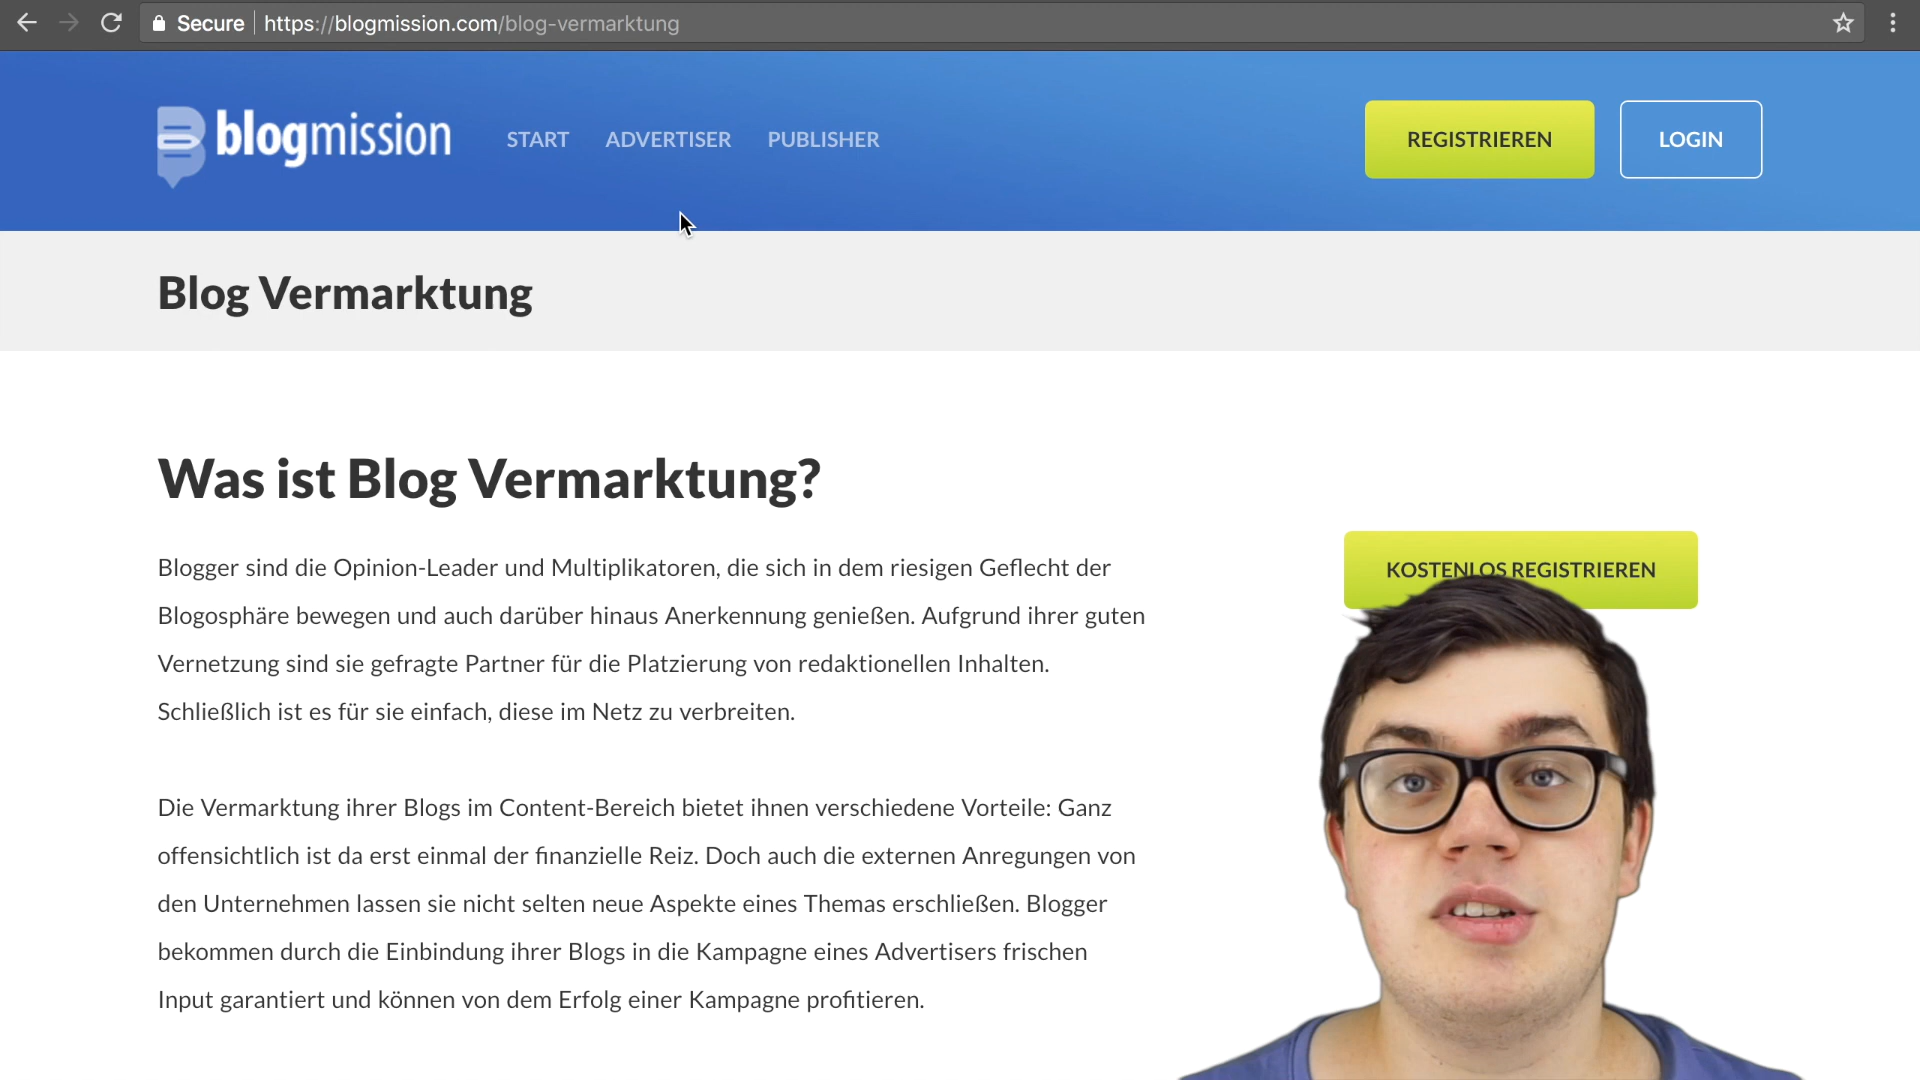 Secure https://blogmission.com/blog-vermarktung
blogmission START ADVERTISER PUBLISHER REGISTRIEREN LOGIN
Blog Vermarktung
Was ist Blog Vermarktung?
Blogger sind die Opinion-Leader und Multiplikatoren, die sich in dem riesigen Geflecht der
Blogosphäre bewegen und auch darüber hinaus Anerkennung genießen. Aufgrund ihrer guten
Vernetzung sind sie gefragte Partner für die Platzierung von redaktionellen Inhalten.
Schließlich ist es für sie einfach, diese im Netz zu verbreiten.
Die Vermarktung ihrer Blogs im Content-Bereich bietet ihnen verschiedene Vorteile: Ganz
offensichtlich ist da erst einmal der finanzielle Reiz. Doch auch die externen Anregungen von
den Unternehmen lassen sie nicht selten neue Aspekte eines Themas erschließen. Blogger
bekommen durch die Einbindung ihrer Blogs in die Kampagne eines Advertisers frischen
Input garantiert und können von dem Erfolg einer Kampagne profitieren.
KOSTENLOS REGISTRIEREN